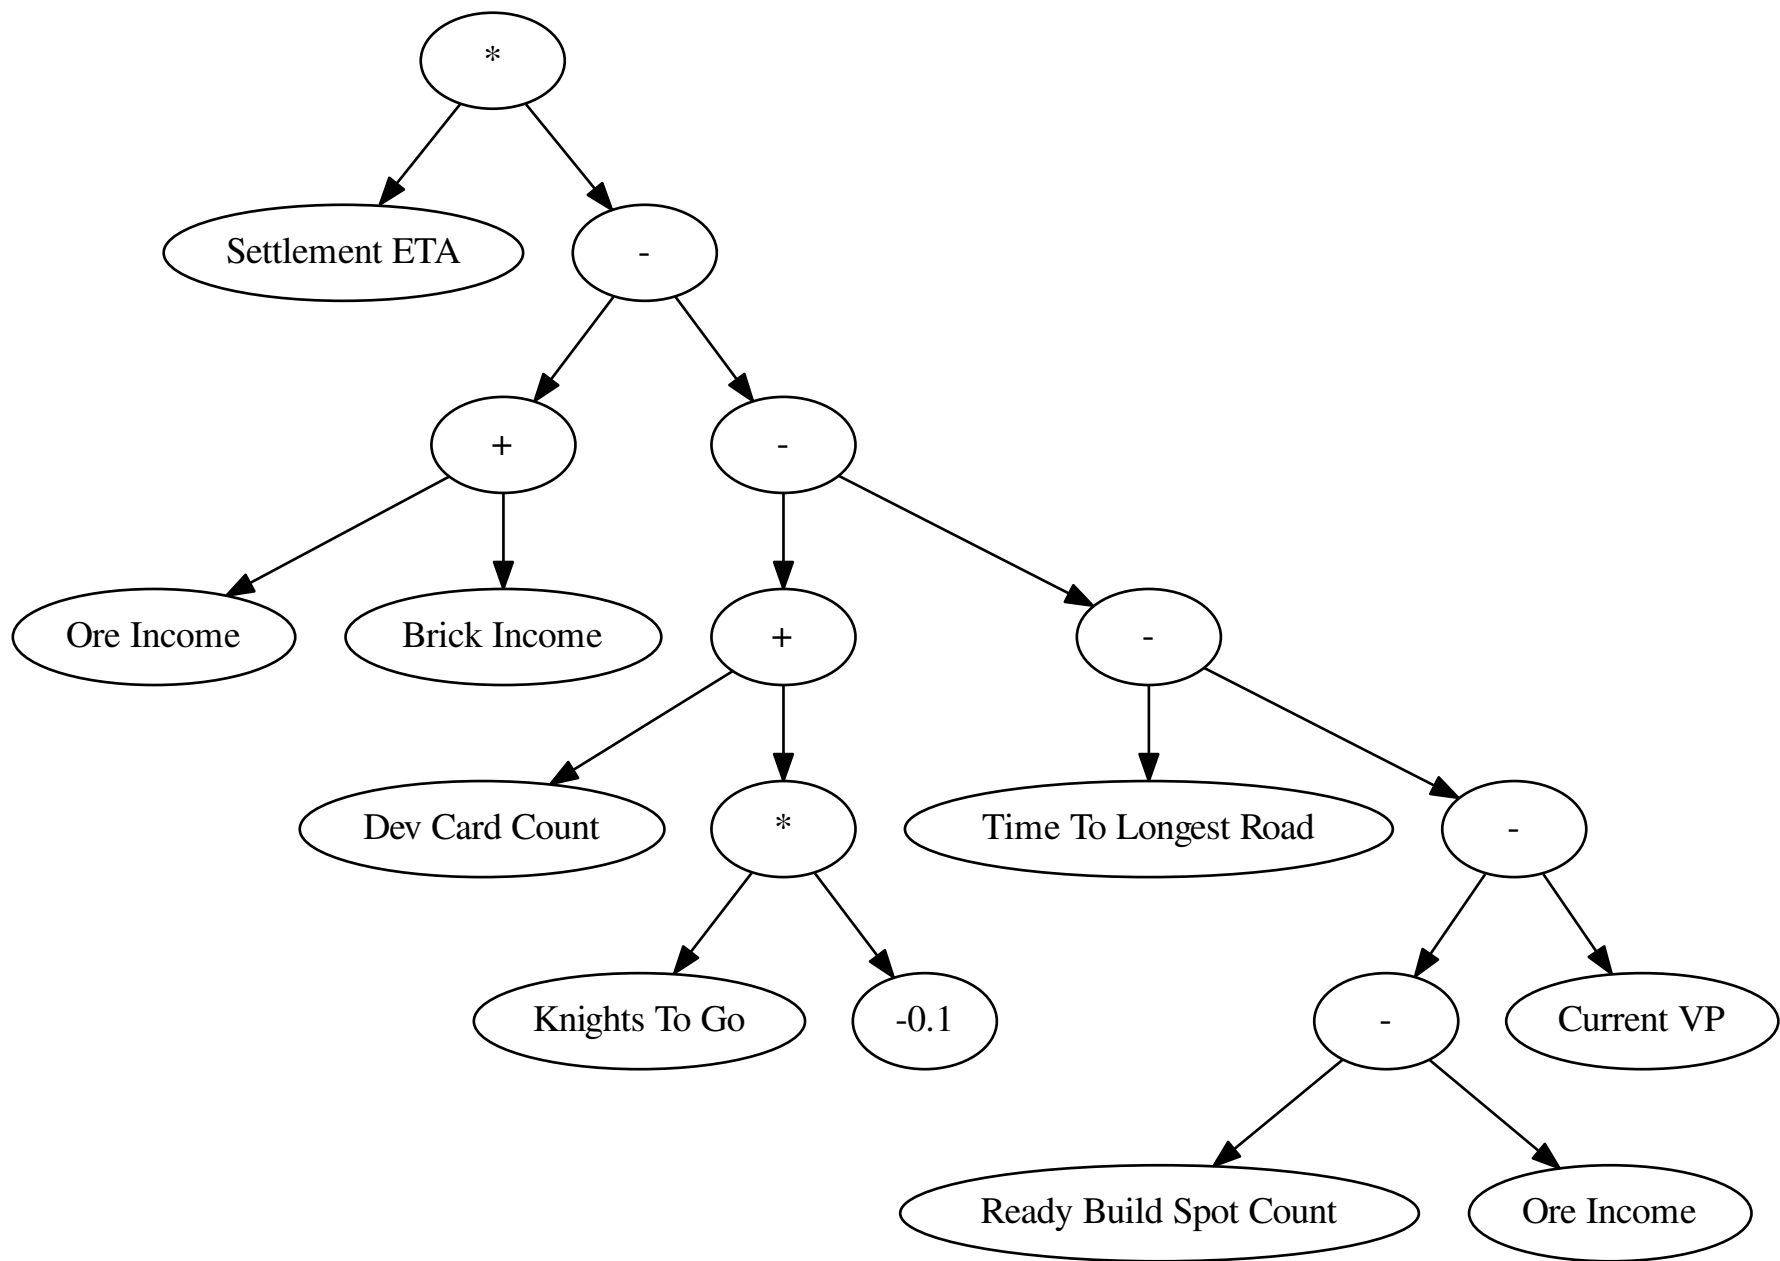 *
Settlement ETA
-
+
-
Ore Income
Brick Income
+
-
Dev Card Count
*
Time To Longest Road
-
Knights To Go
-0.1
-
Current VP
Ready Build Spot Count
Ore Income